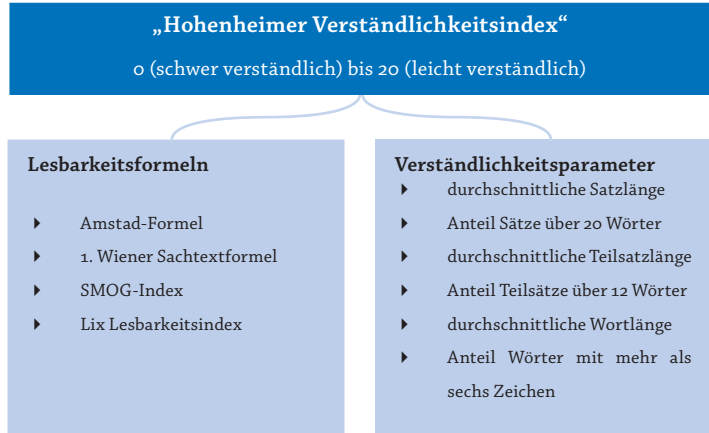 „Hohenheimer Verständlichkeitsindex“
0 (schwer verständlich) bis 20 (leicht verständlich)
Lesbarkeitsformeln
Amstad-Formel
1. Wiener Sachtextformel
SMOG-Index
Lix Lesbarkeitsindex
Verständlichkeitsparameter
durchschnittliche Satzlänge
Anteil Sätze über 20 Wörter
durchschnittliche Teilsatzlänge
Anteil Teilsätze über 12 Wörter
durchschnittliche Wortlänge
Anteil Wörter mit mehr als
sechs Zeichen